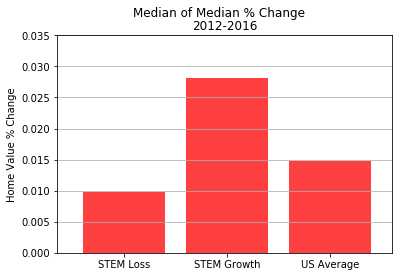 Median of Median % Change
2012-2016
0.035
0.030
0.025
0.020
0.015
0.010
0.005
0.000
Home Value % Change
STEM Loss
STEM Growth
US Average